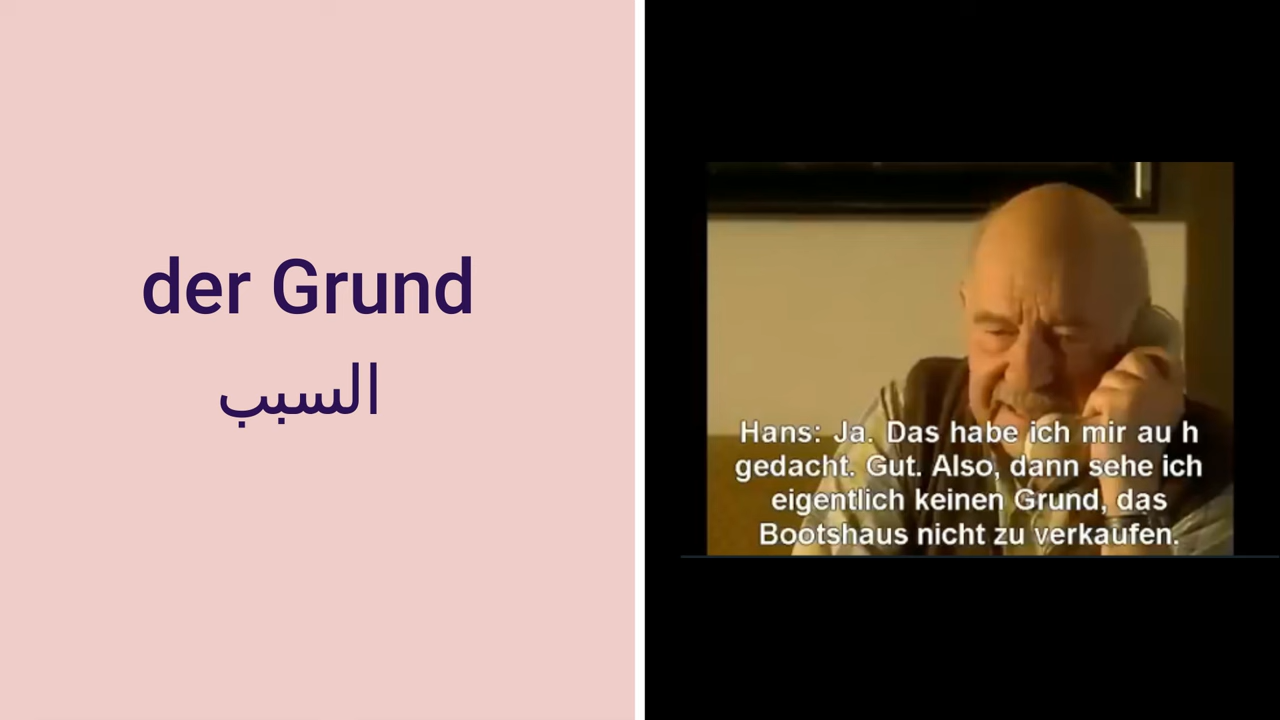 der Grund
السبب
Hans: Ja. Das habe ich mir au h
gedacht. Gut. Also, dann sehe ich
eigentlich keinen Grund, das
Bootshaus nicht zu verkaufen.